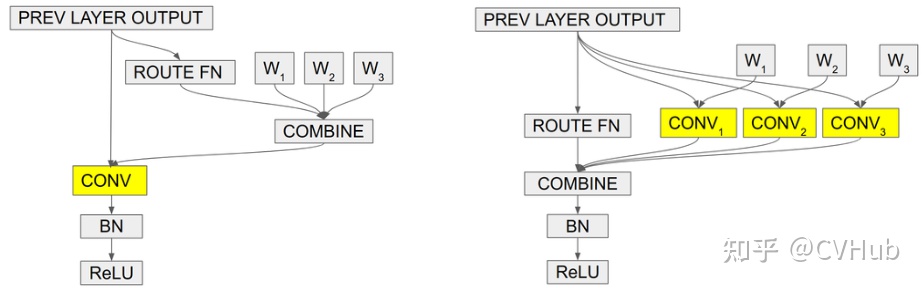 PREV LAYER OUTPUT
ROUTE FN
W1
W2
W3
COMBINE
CONV
BN
ReLU
PREV LAYER OUTPUT
W1
W2
W3
ROUTE FN
CONV1
CONV2
CONV3
COMBINE
BN
ReLU
知乎 @CVHub